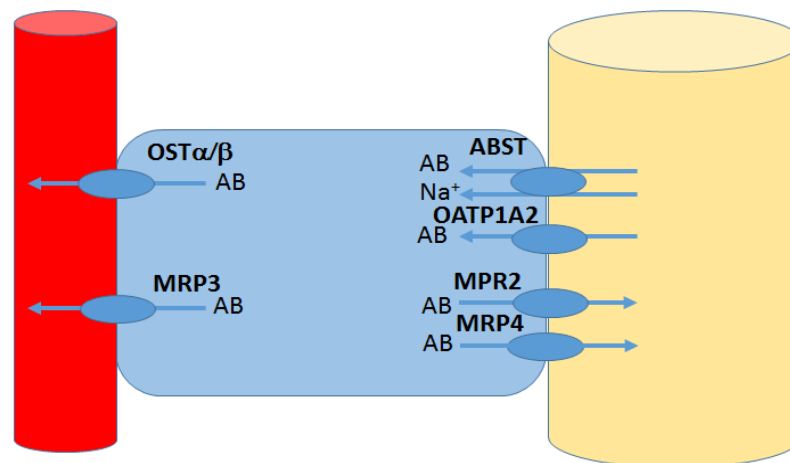 OSTα/β
AB
MRP3
AB
ABST
AB
Na⁺
OATP1A2
AB
MPR2
AB
MRP4
AB